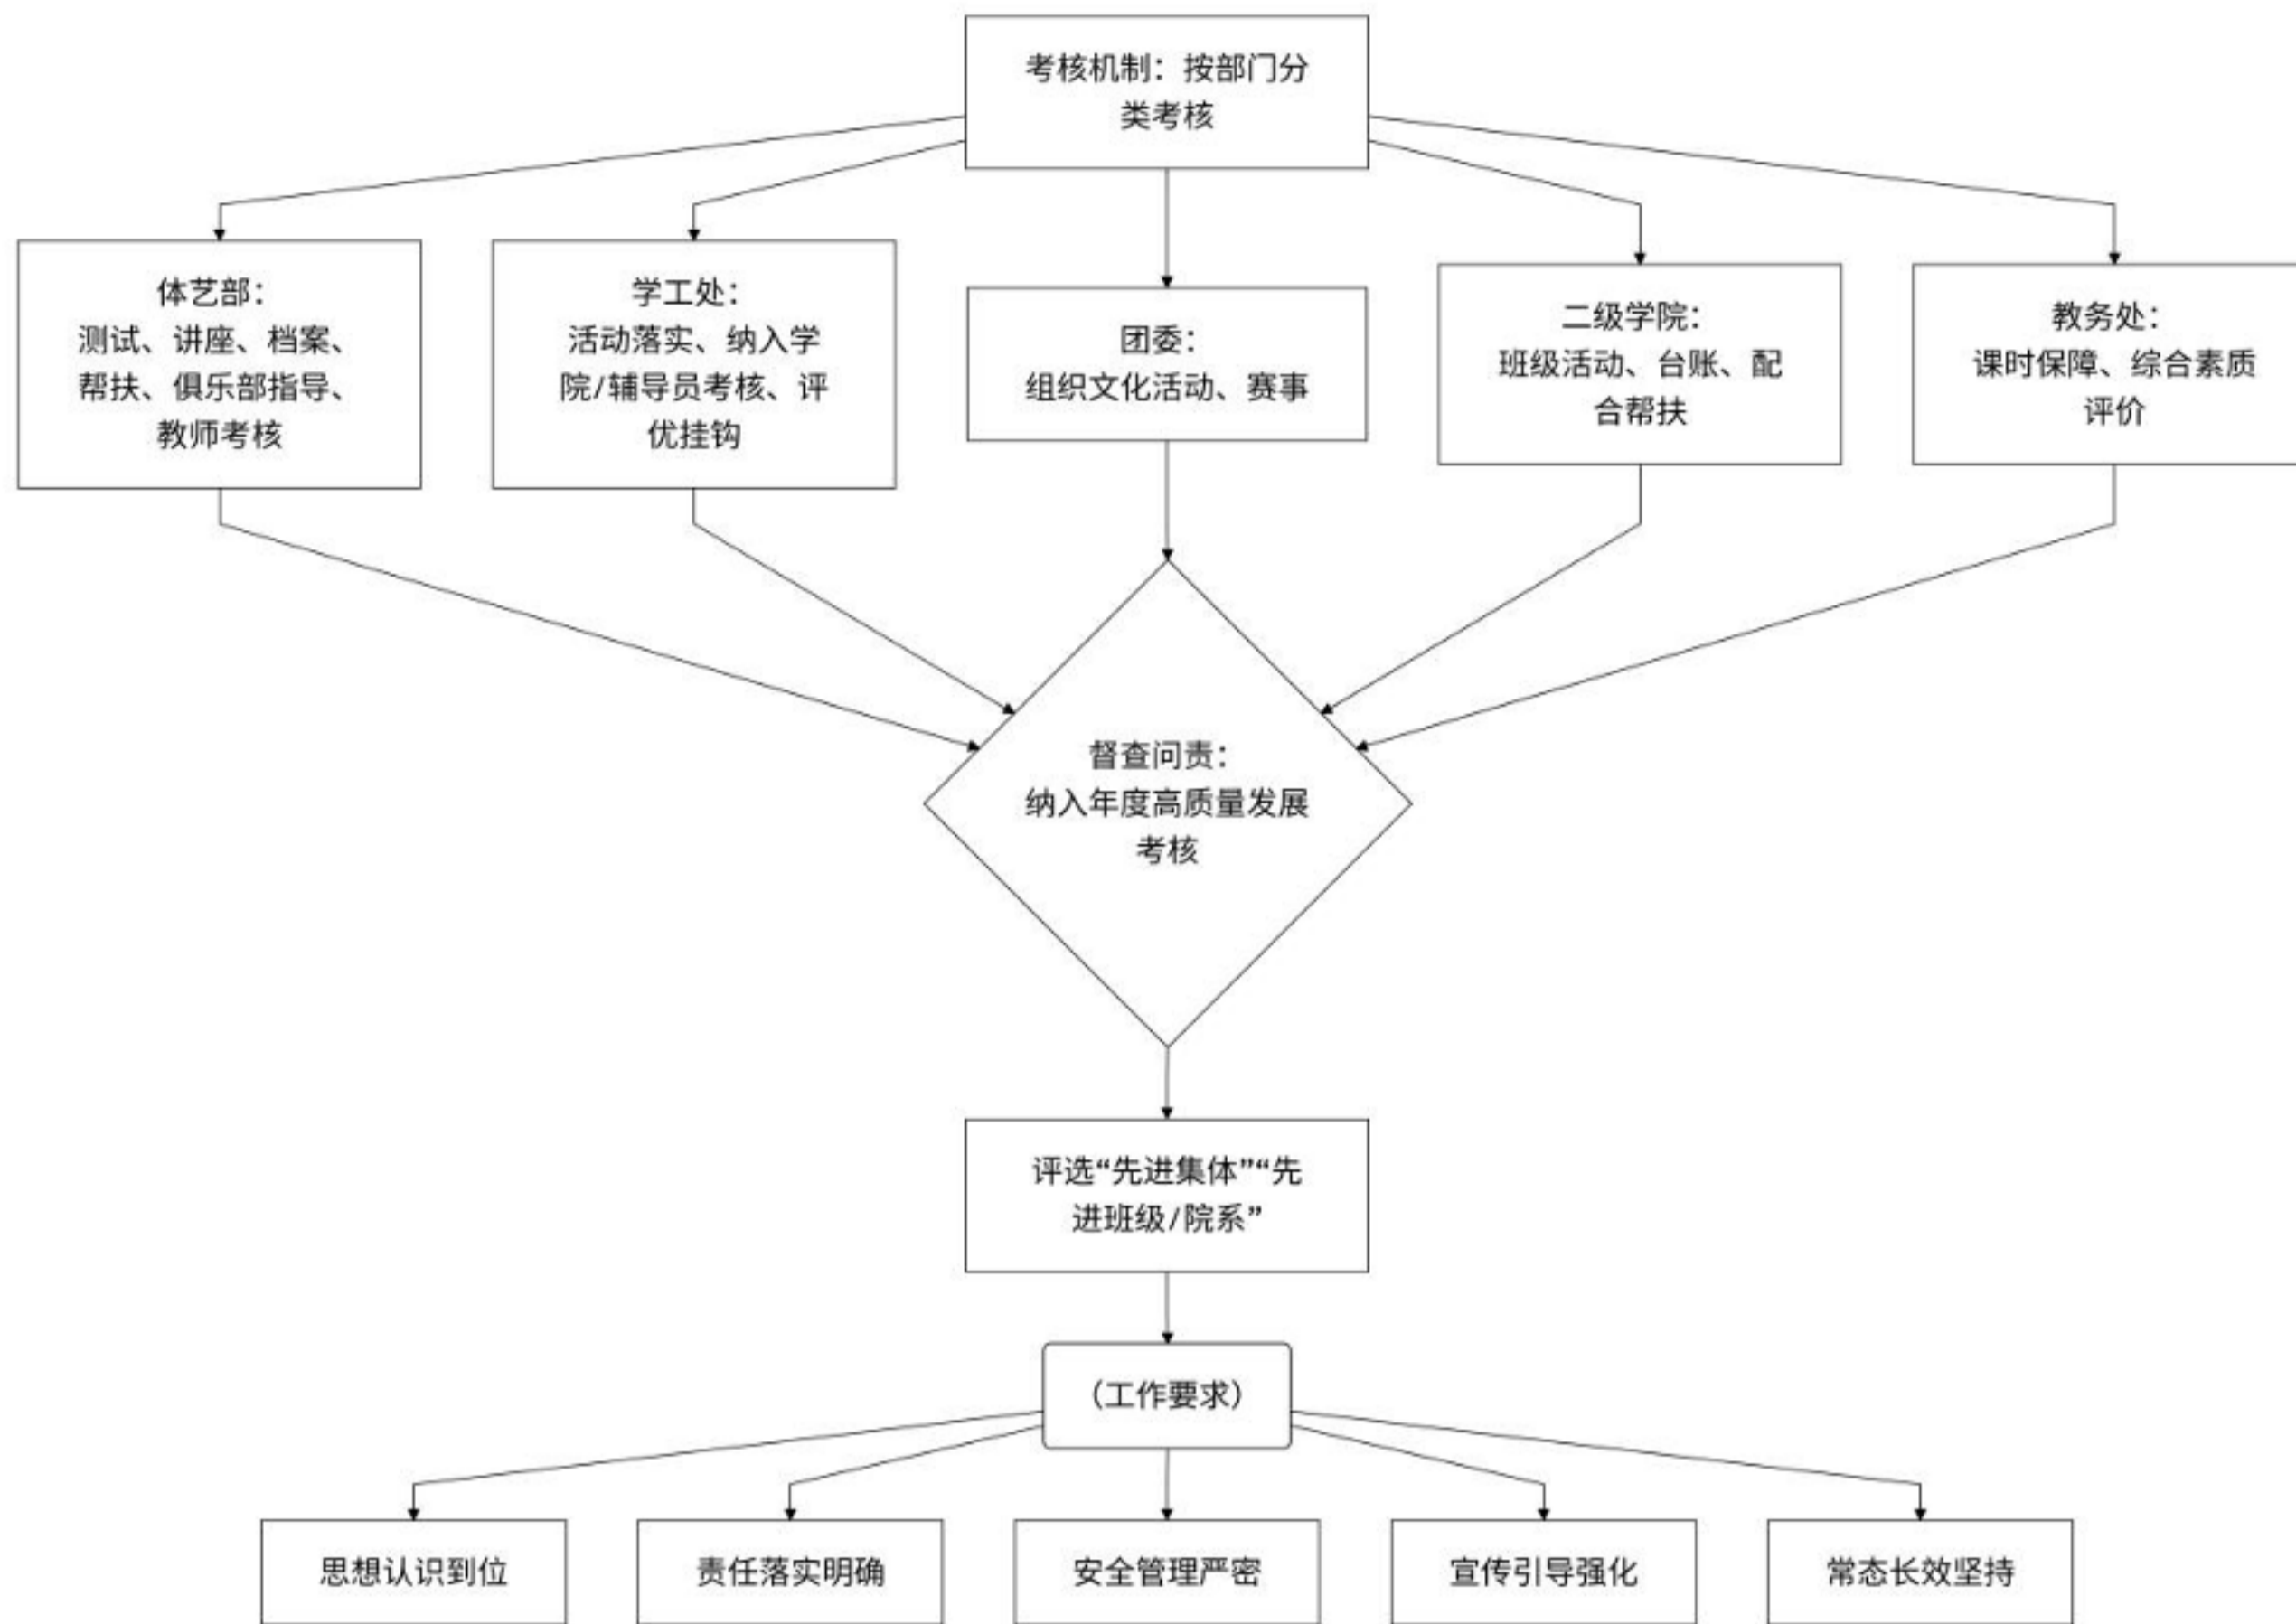 考核机制：按部门分
类考核
体艺部：
测试、讲座、档案、
帮扶、俱乐部指导、
教师考核
学工处：
活动落实、纳入学
院/辅导员考核、评
优挂钩
团委：
组织文化活动、赛事
二级学院：
班级活动、台账、配
合帮扶
教务处：
课时保障、综合素质
评价
督查问责：
纳入年度高质量发展
考核
评选“先进集体”“先
进班级/院系”
（工作要求）
思想认识到位
责任落实明确
安全管理严密
宣传引导强化
常态长效坚持